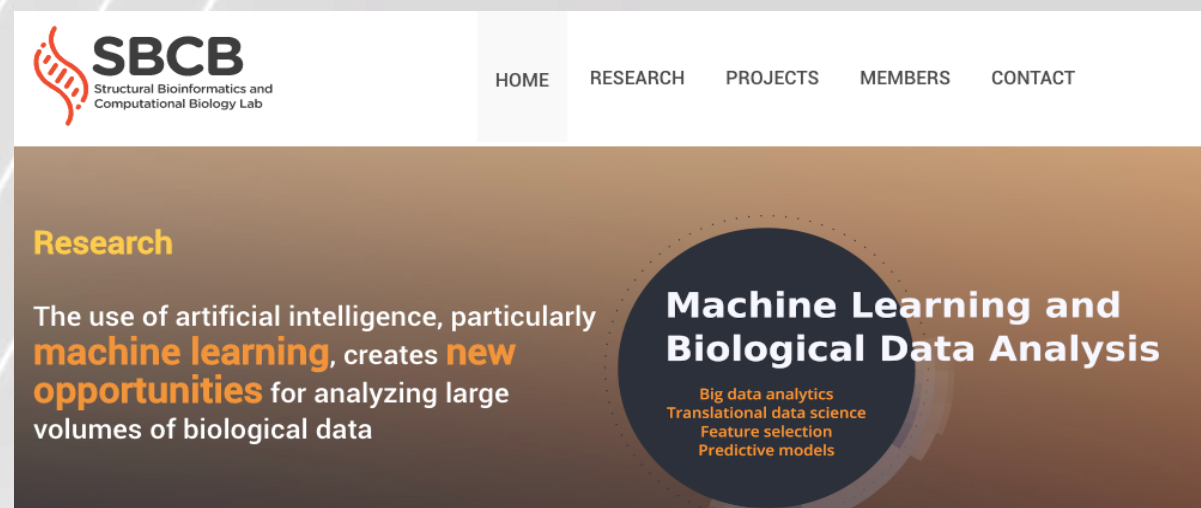 SBCB
Structural Bioinformatics and
Computational Biology Lab
HOME RESEARCH PROJECTS MEMBERS CONTACT
Research
The use of artificial intelligence, particularly
machine learning, creates new
opportunities for analyzing large
volumes of biological data
Machine Learning and
Biological Data Analysis
Big data analytics
Translational data science
Feature selection
Predictive models